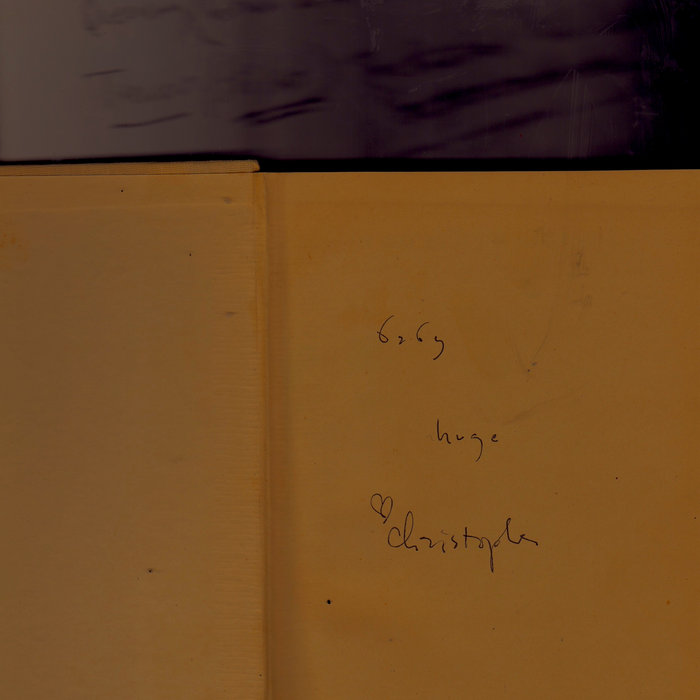 baby
huge
♡ christopher